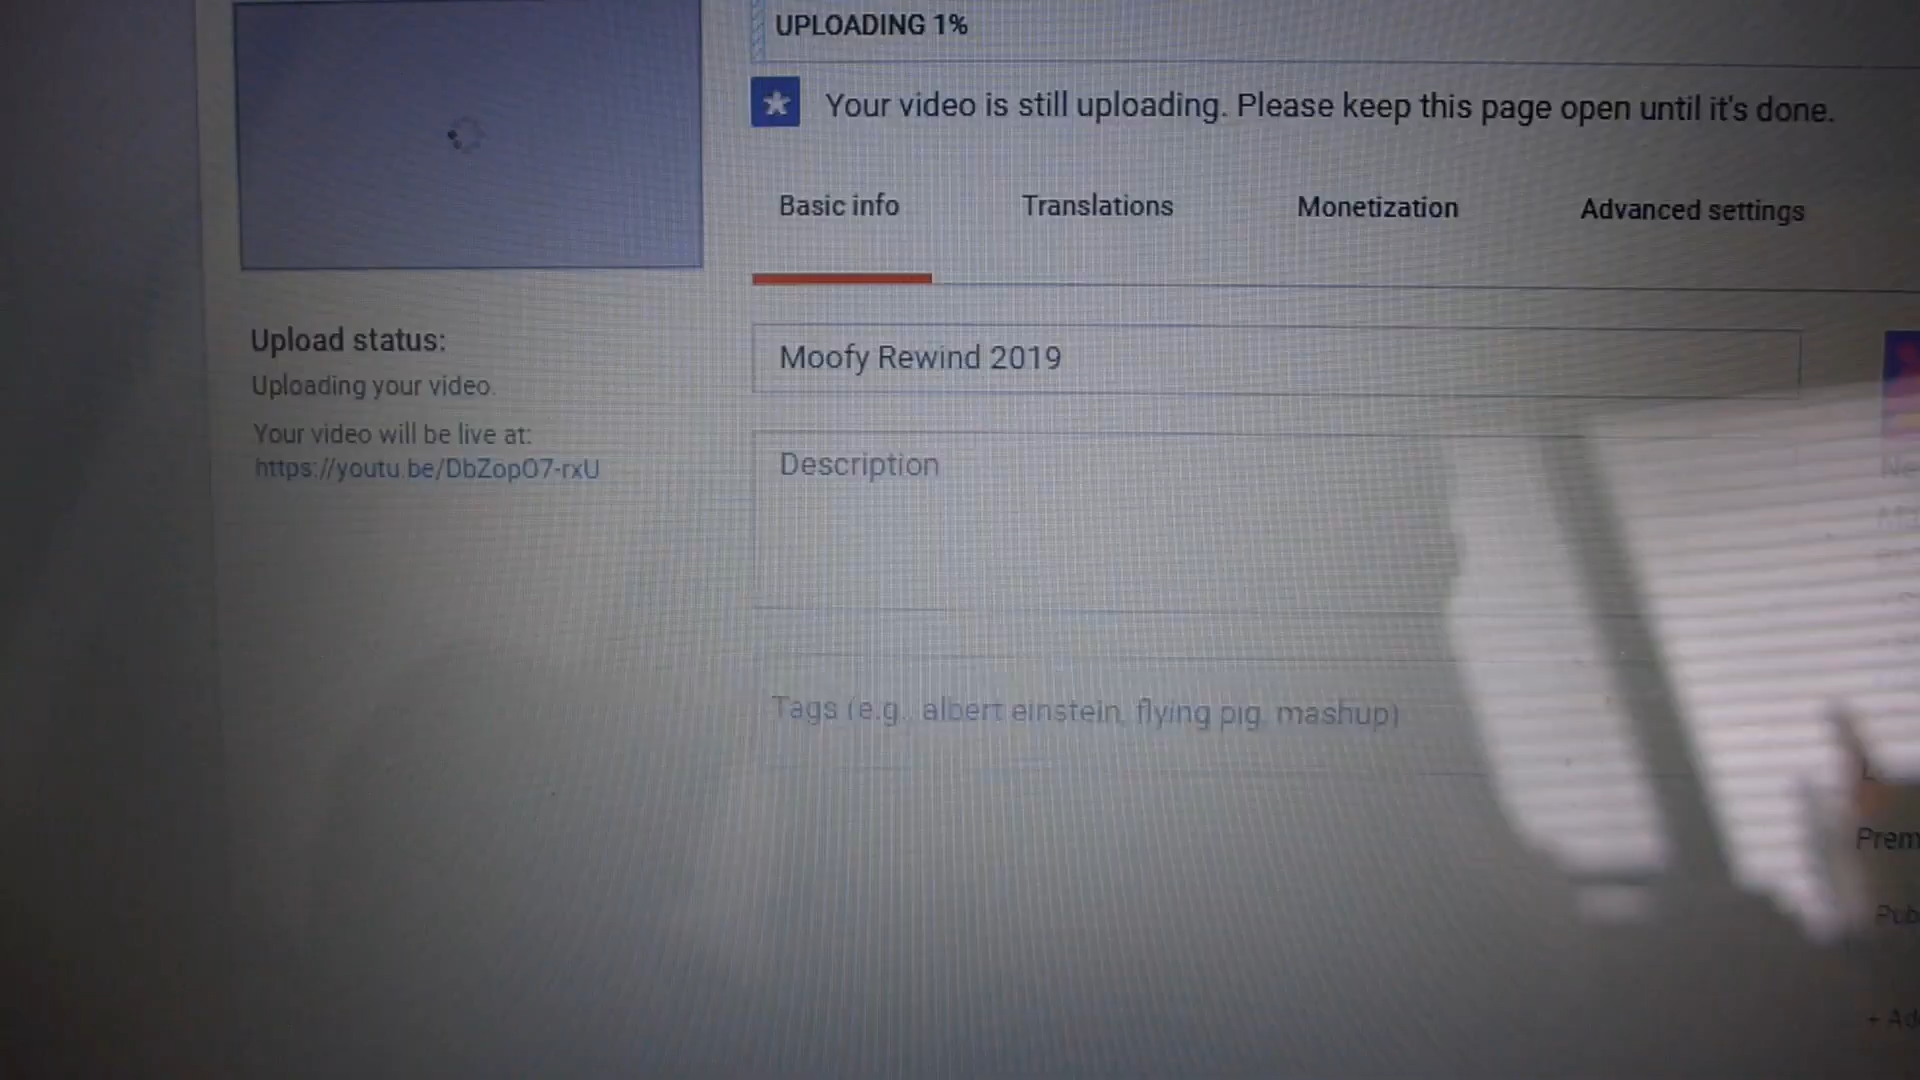 UPLOADING 1%
Your video is still uploading. Please keep this page open until it's done.
Basic info
Translations
Monetization
Advanced settings
Upload status:
Uploading your video.
Your video will be live at:
https://youtu.be/DbZopO7-rxU
Moofy Rewind 2019
Description
Tags (e.g., albert einstein, flying pig, mashup)